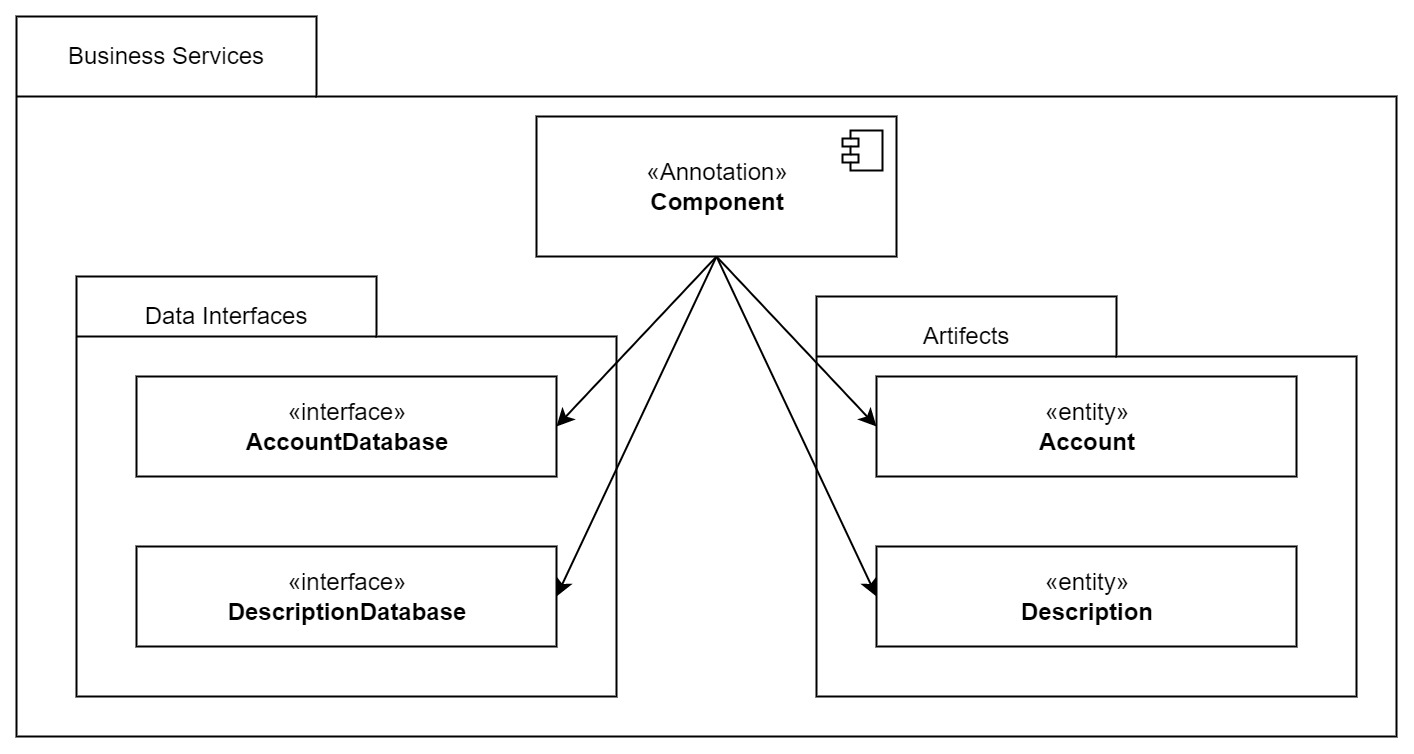 Business Services
«Annotation»
Component
Data Interfaces
«interface»
AccountDatabase
«interface»
DescriptionDatabase
Artifects
«entity»
Account
«entity»
Description